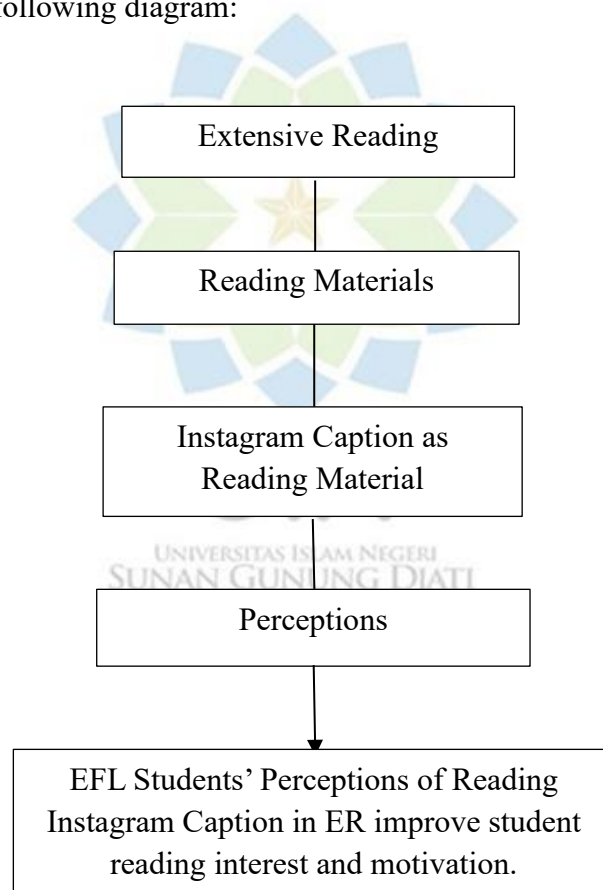 following diagram:
Extensive Reading
Reading Materials
Instagram Caption as
Reading Material
UNIVERSITAS ISLAM NEGERI
SUNAN GUNUNG DJATI
Perceptions
EFL Students’ Perceptions of Reading
Instagram Caption in ER improve student
reading interest and motivation.